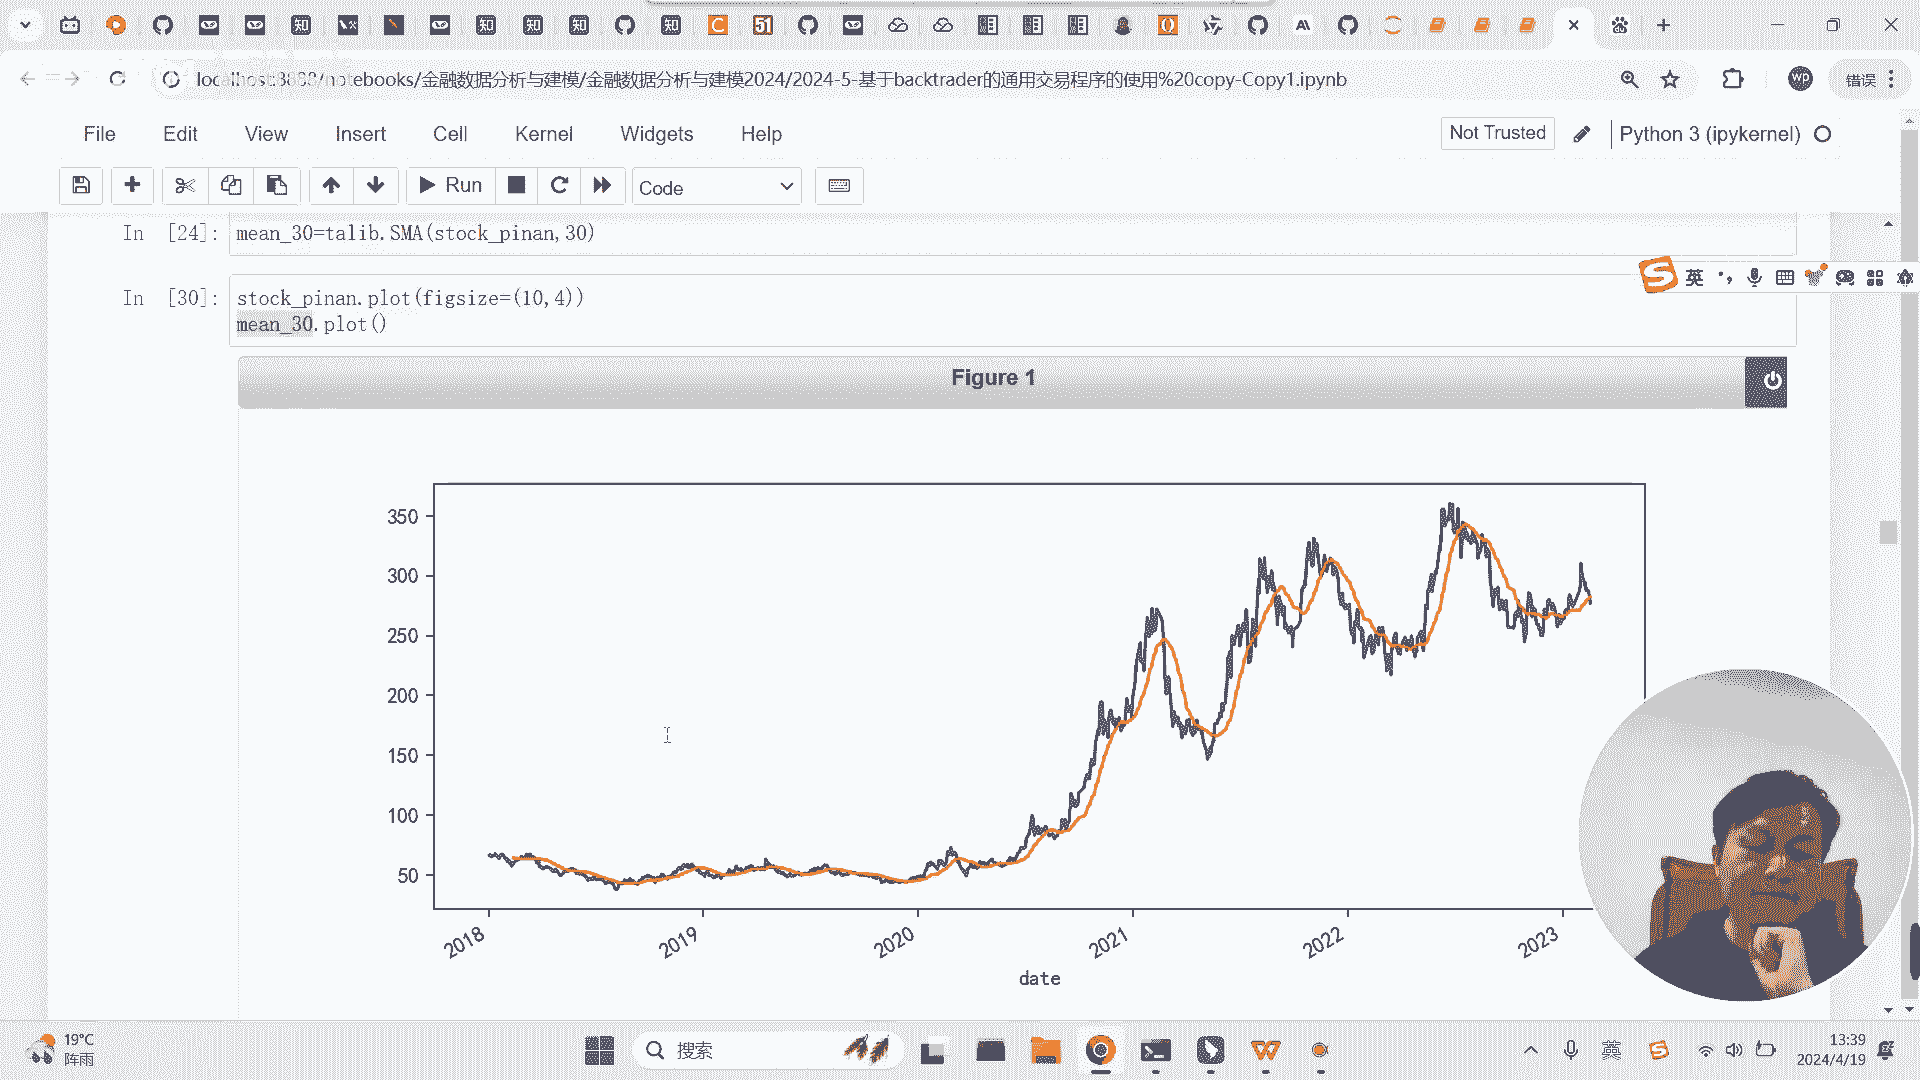 localhost:8888/notebooks/金融数据分析与建模/金融数据分析与建模2024/2024-5-基于backtrader的通用交易程序的使用%20copy-Copy1.ipynb
wp
错误
File Edit View Insert Cell Kernel Widgets Help
Not Trusted
Python 3 (ipykernel)
Run
Code
In [24]: mean_30=talib.SMA(stock_pinan,30)
英
In [30]: stock_pinan.plot(figsize=(10,4))
mean_30.plot()
Figure 1
350
300
250
200
150
100
50
2018 2019 2020 2021 2022 2023
date
19°C
阵雨
搜索
英
13:39
2024/4/19